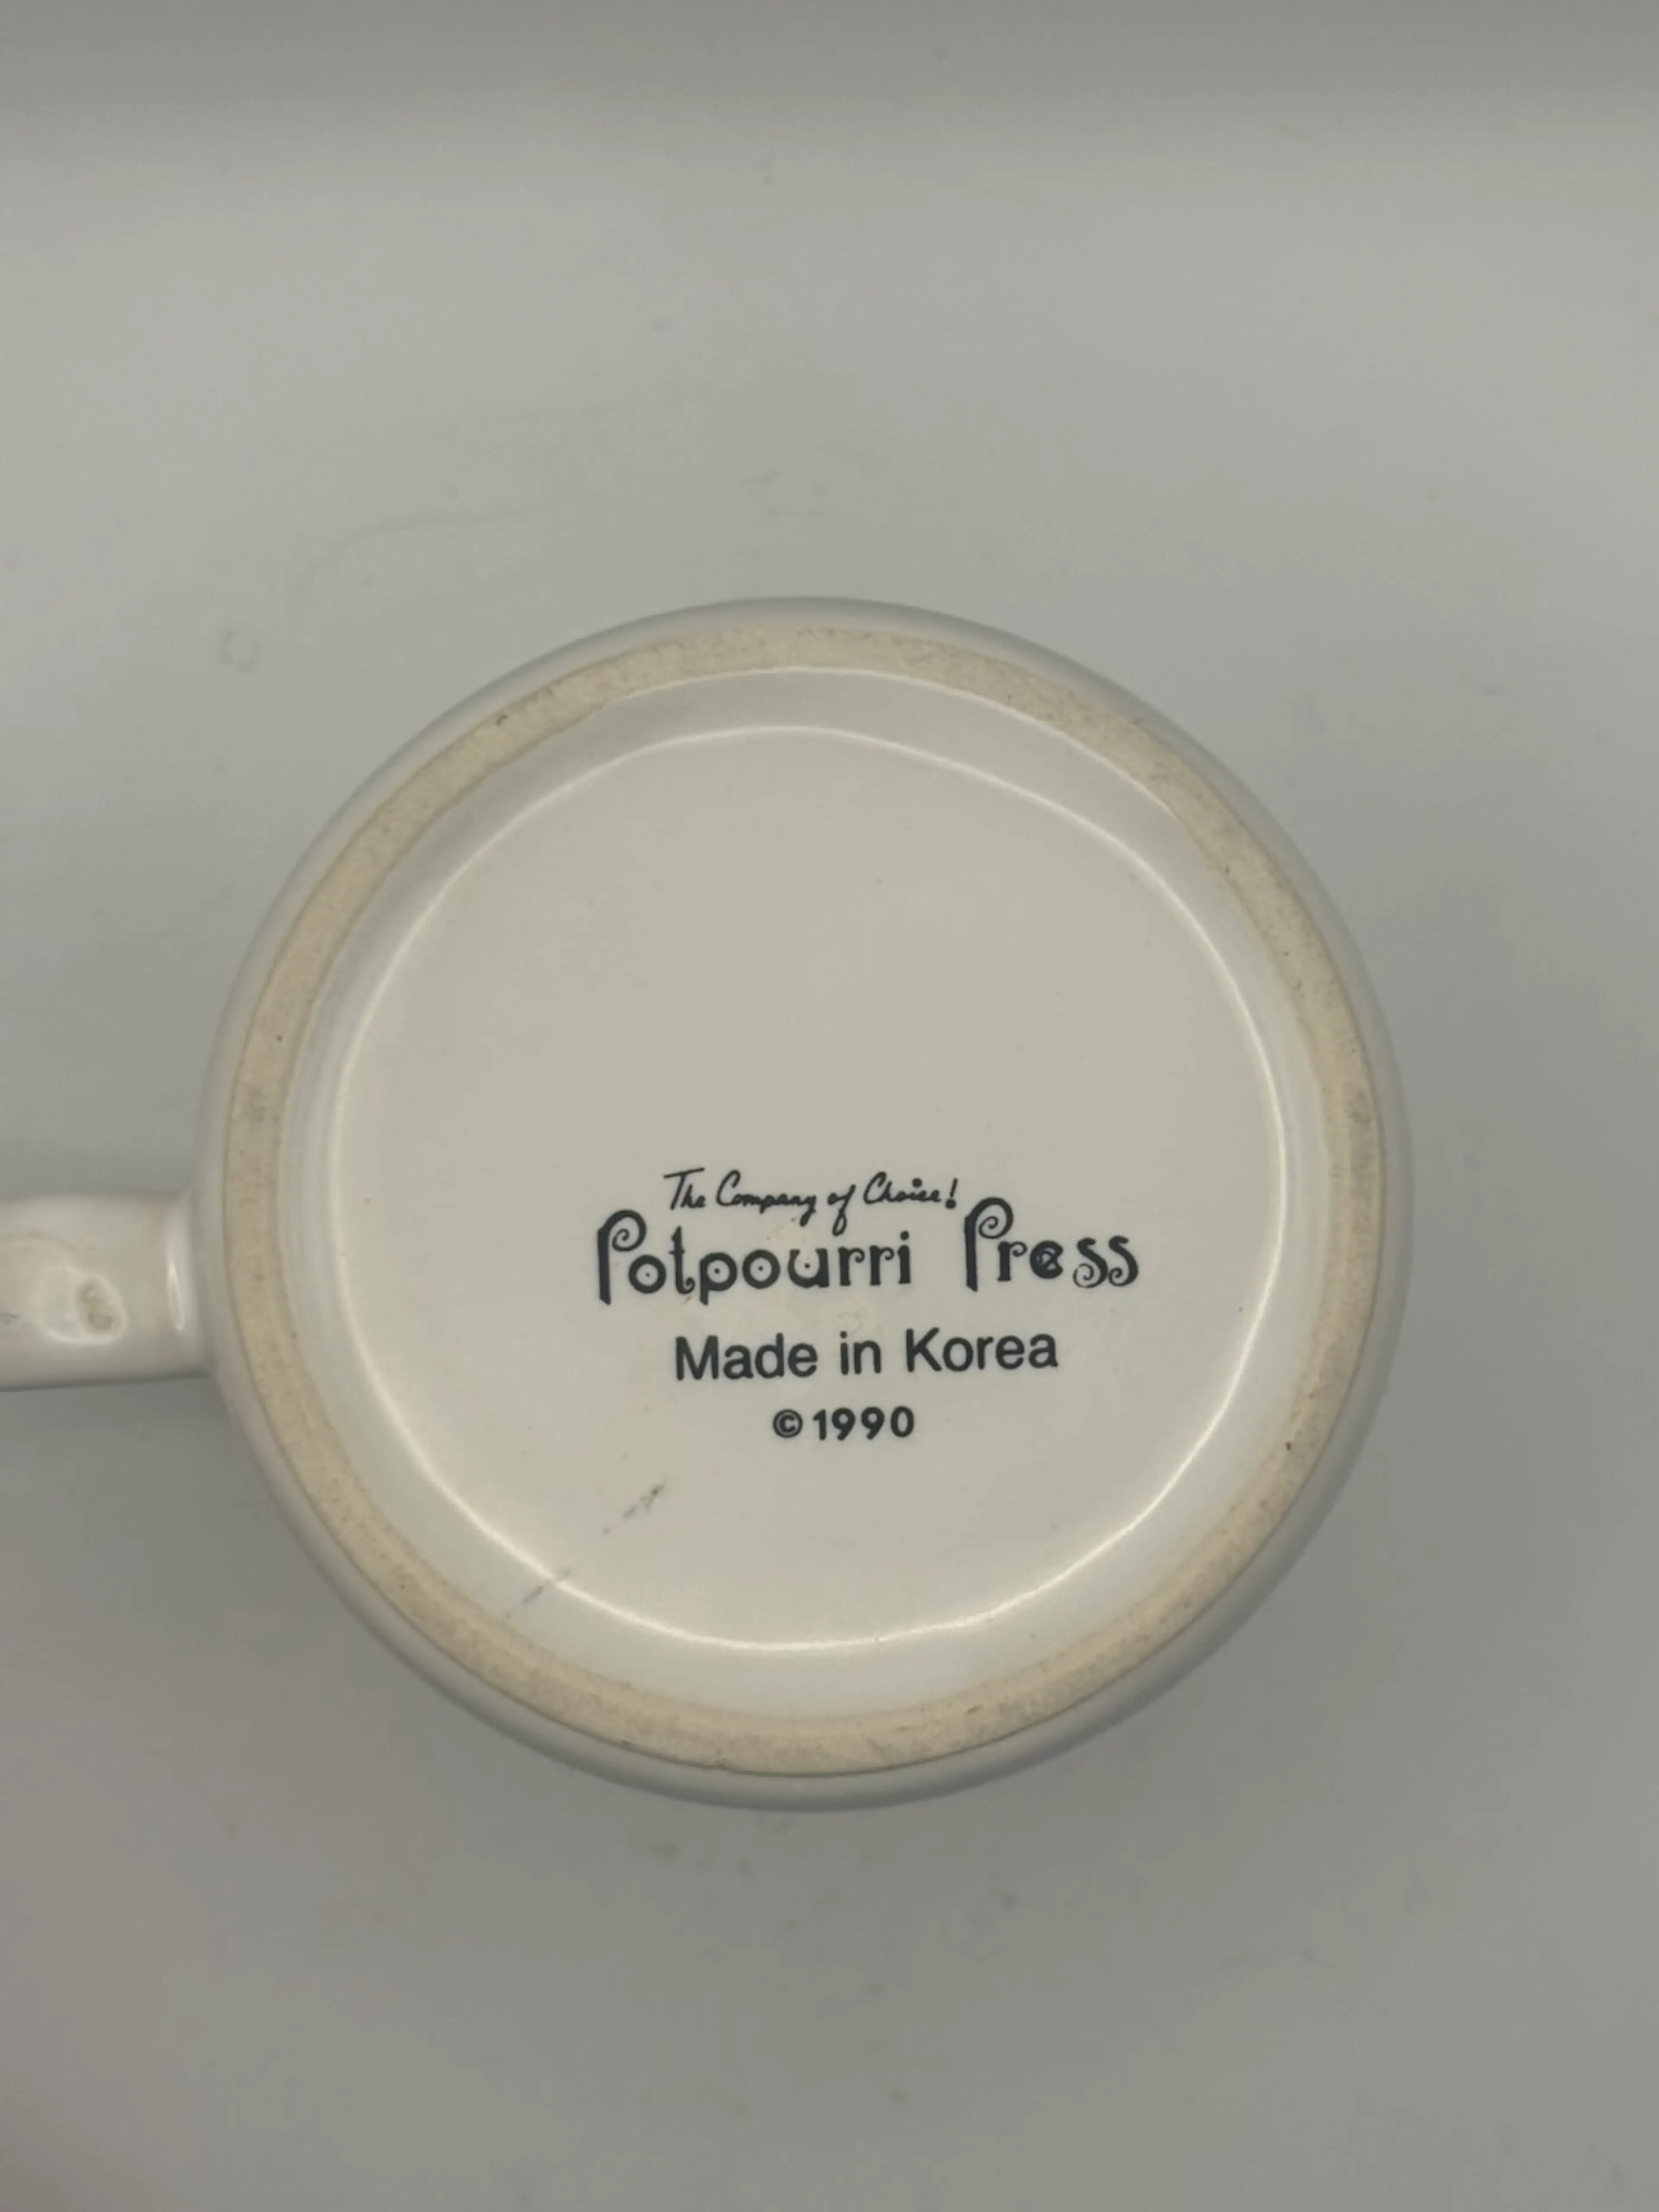 The Company of Choice!
Potpourri Press
Made in Korea
©1990